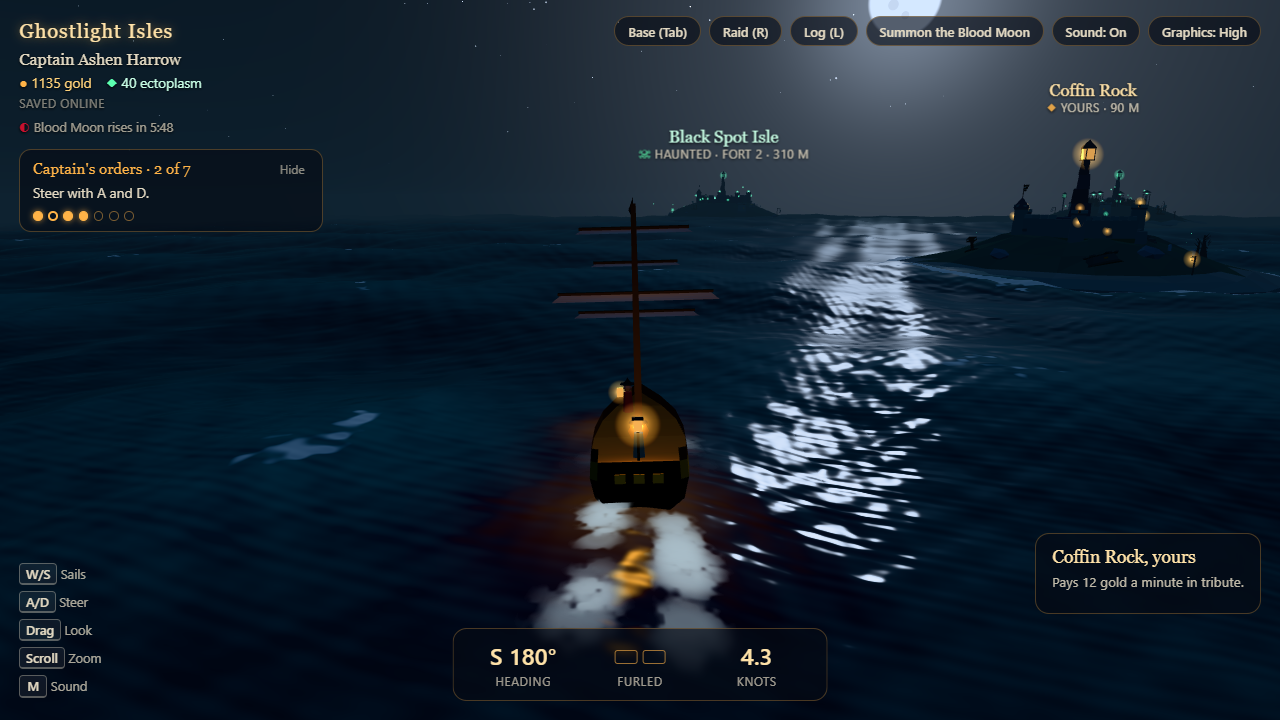 Ghostlight Isles
Captain Ashen Harrow
1135 gold 40 ectoplasm
SAVED ONLINE
Blood Moon rises in 5:48
Captain's orders · 2 of 7 Hide
Steer with A and D.
Base (Tab) Raid (R) Log (L) Summon the Blood Moon Sound: On Graphics: High
Coffin Rock
YOURS · 90 M
Black Spot Isle
HAUNTED · FORT 2 · 310 M
Coffin Rock, yours
Pays 12 gold a minute in tribute.
W/S Sails
A/D Steer
Drag Look
Scroll Zoom
M Sound
S 180° 4.3
HEADING FURLED KNOTS